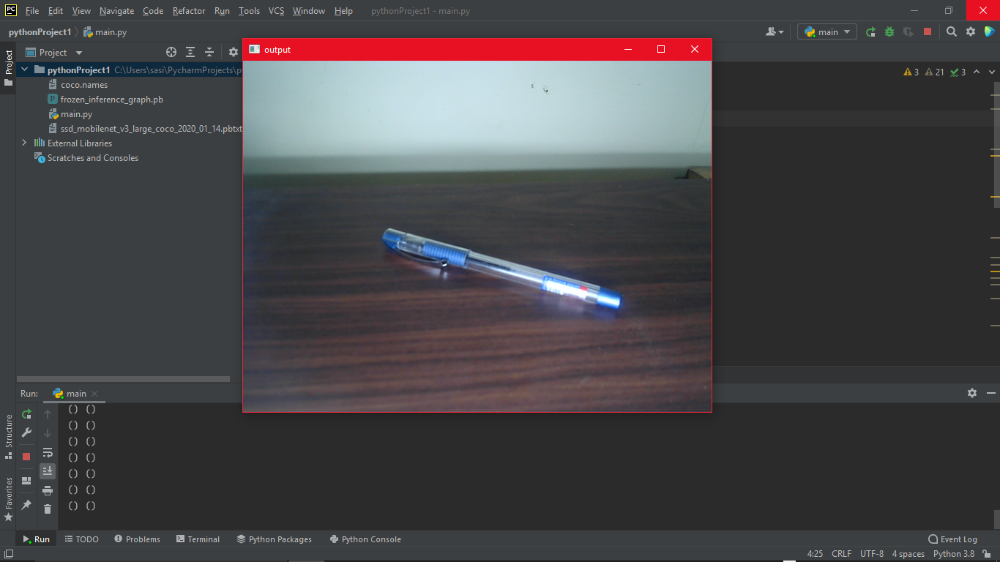 PC File Edit View Navigate Code Refactor Run Tools VCS Window Help pythonProject1 - main.py
pythonProject1 main.py main
output
Project
Project
3 21 3
pythonProject1 C:\Users\sasi\PycharmProjects\
coco.names
frozen_inference_graph.pb
main.py
ssd_mobilenet_v3_large_coco_2020_01_14.pbtxt
External Libraries
Scratches and Consoles
Run: main
() ()
() ()
() ()
() ()
() ()
() ()
() ()
Structure
Favorites
Run TODO Problems Terminal Python Packages Python Console Event Log
4:25 CRLF UTF-8 4 spaces Python 3.8